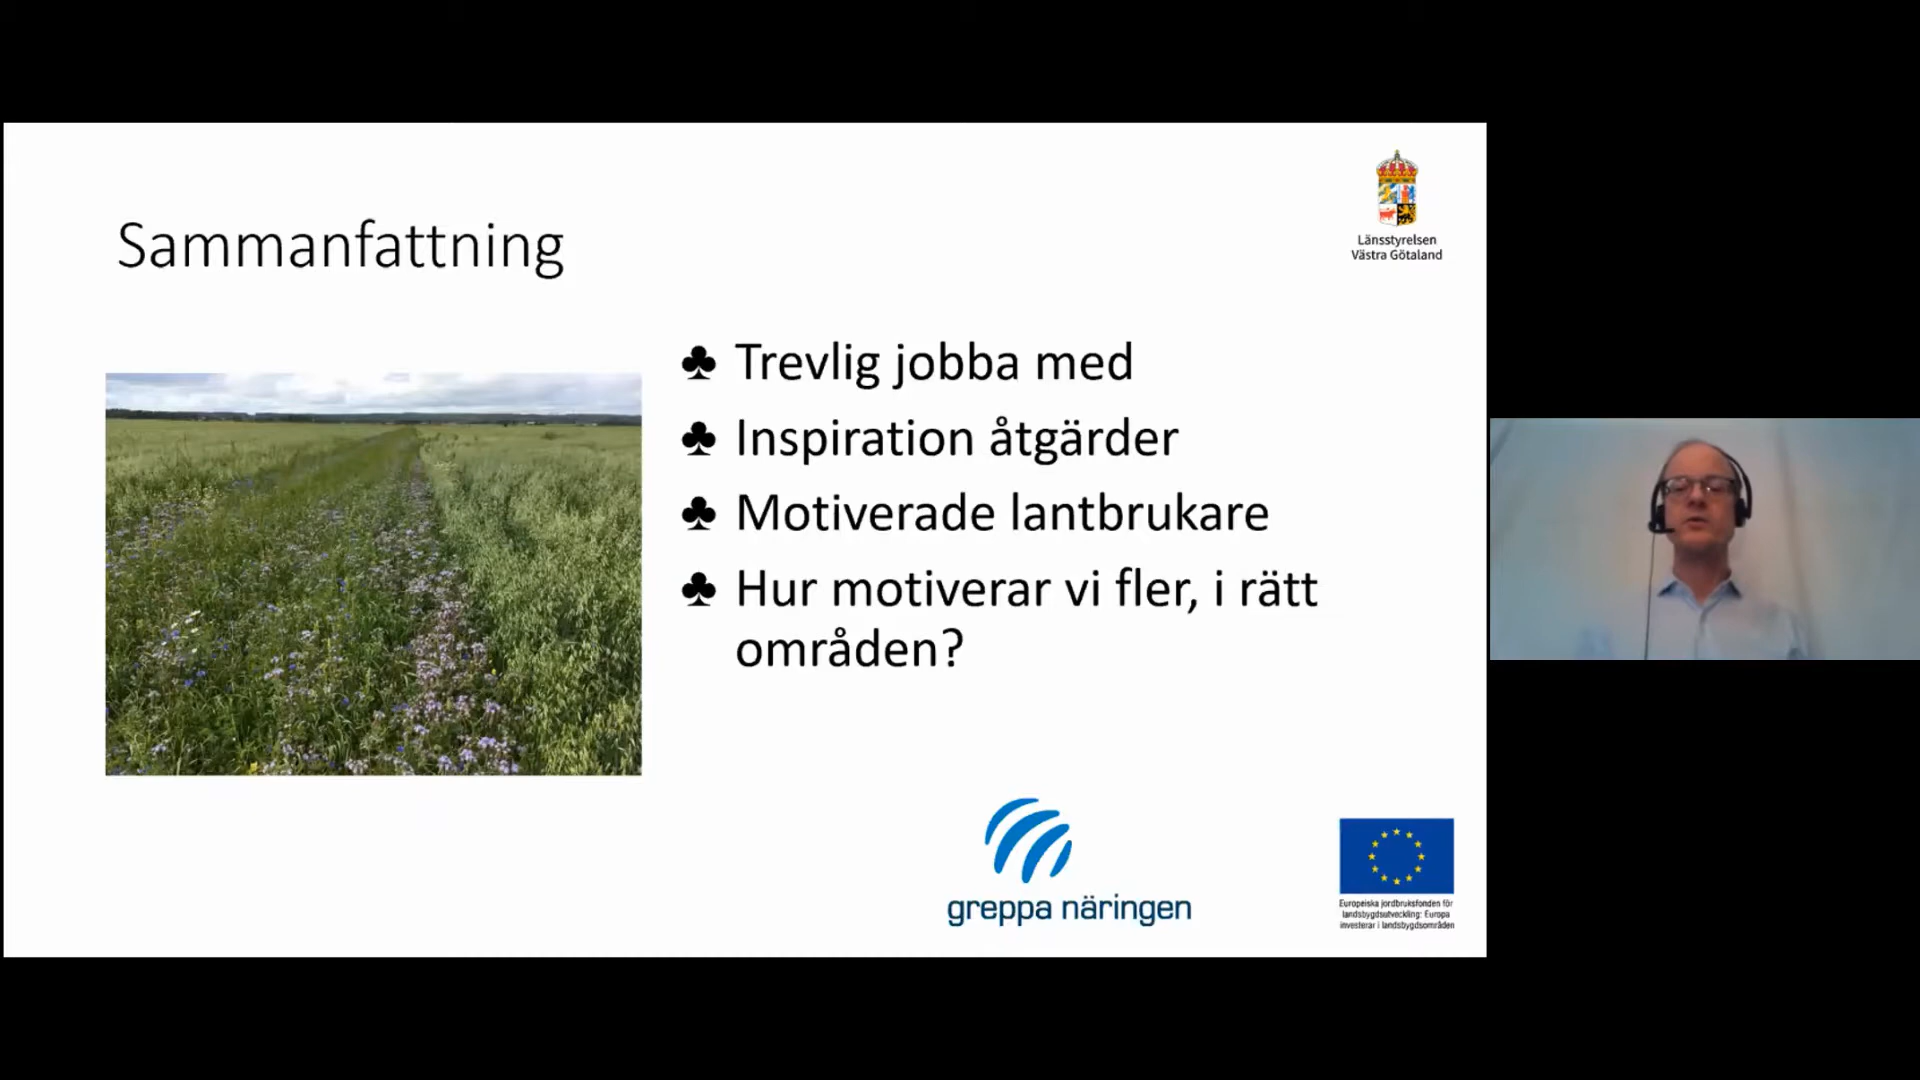 Sammanfattning
Länsstyrelsen
Västra Götaland
♣ Trevlig jobba med
♣ Inspiration åtgärder
♣ Motiverade lantbrukare
♣ Hur motiverar vi fler, i rätt
områden?
greppa näringen
Europeiska jordbruksfonden för
landsbygdsutveckling: Europa
investerar i landsbygdsområden